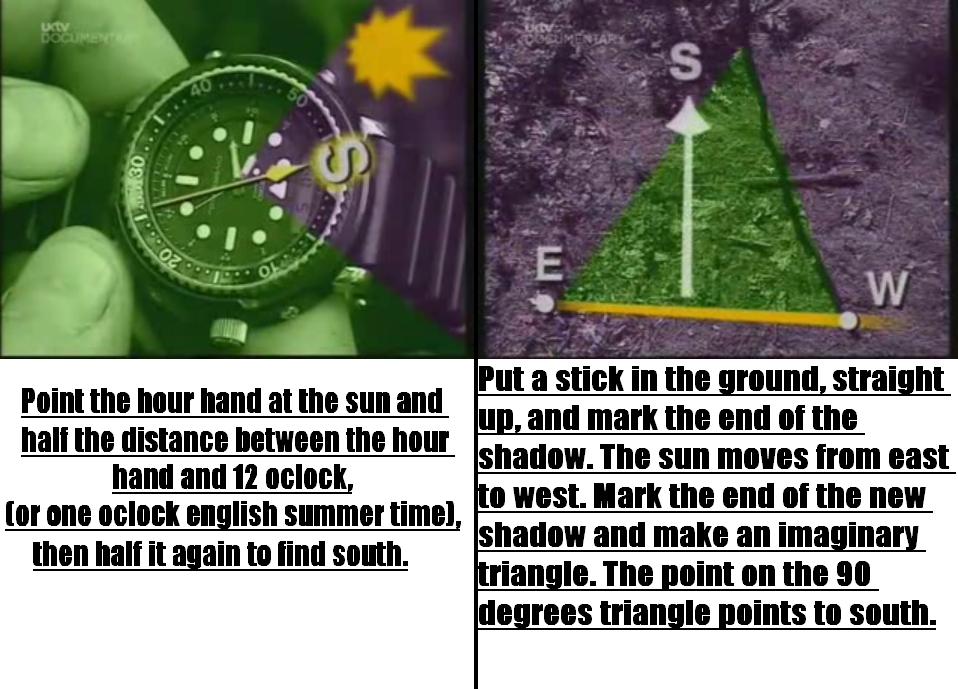 uktv
DOCUMENTARY
40
50
30
20
10
S
Point the hour hand at the sun and
half the distance between the hour
hand and 12 oclock,
(or one oclock english summer time),
then half it again to find south.
uktv
DOCUMENTARY
S
E
W
Put a stick in the ground, straight
up, and mark the end of the
shadow. The sun moves from east
to west. Mark the end of the new
shadow and make an imaginary
triangle. The point on the 90
degrees triangle points to south.